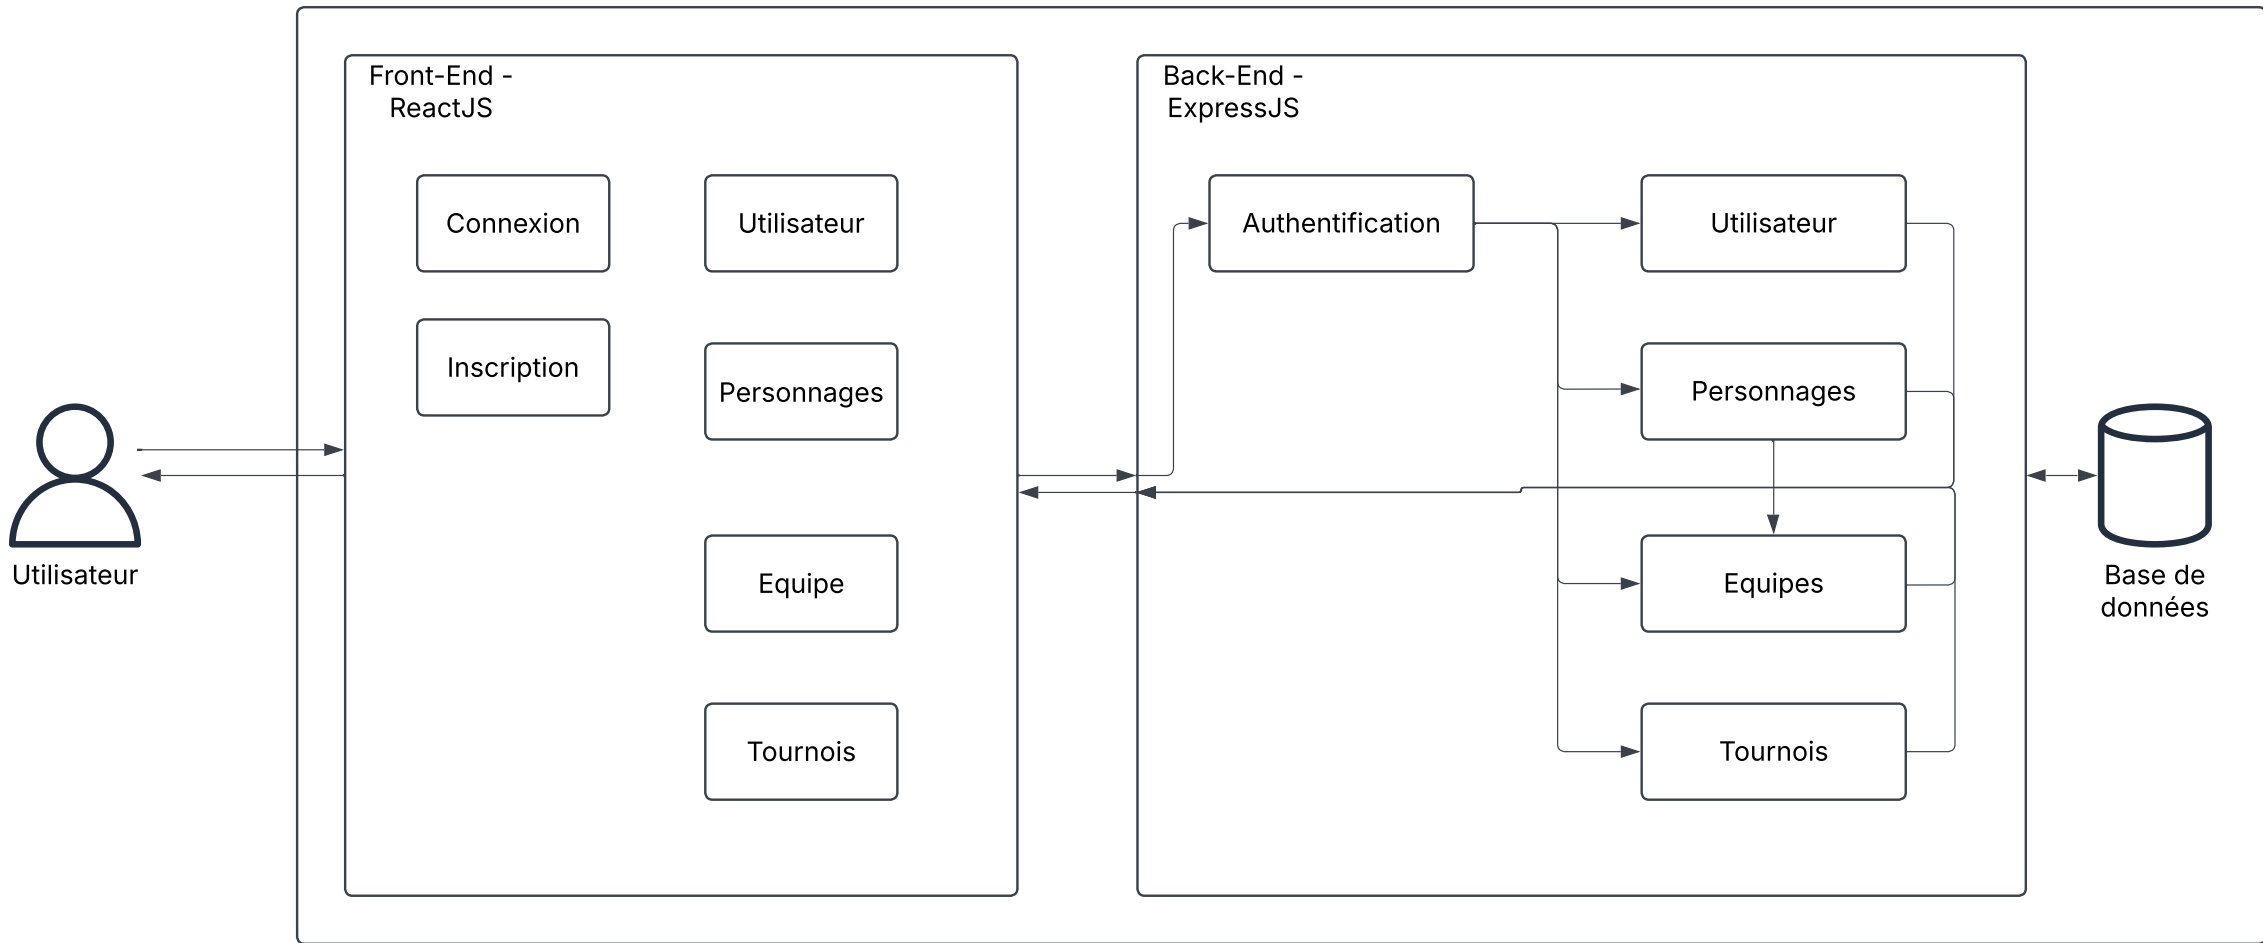 Front-End -
ReactJS
Connexion
Utilisateur
Inscription
Personnages
Equipe
Tournois
Utilisateur
Back-End -
ExpressJS
Authentification
Utilisateur
Personnages
Equipes
Tournois
Base de
données